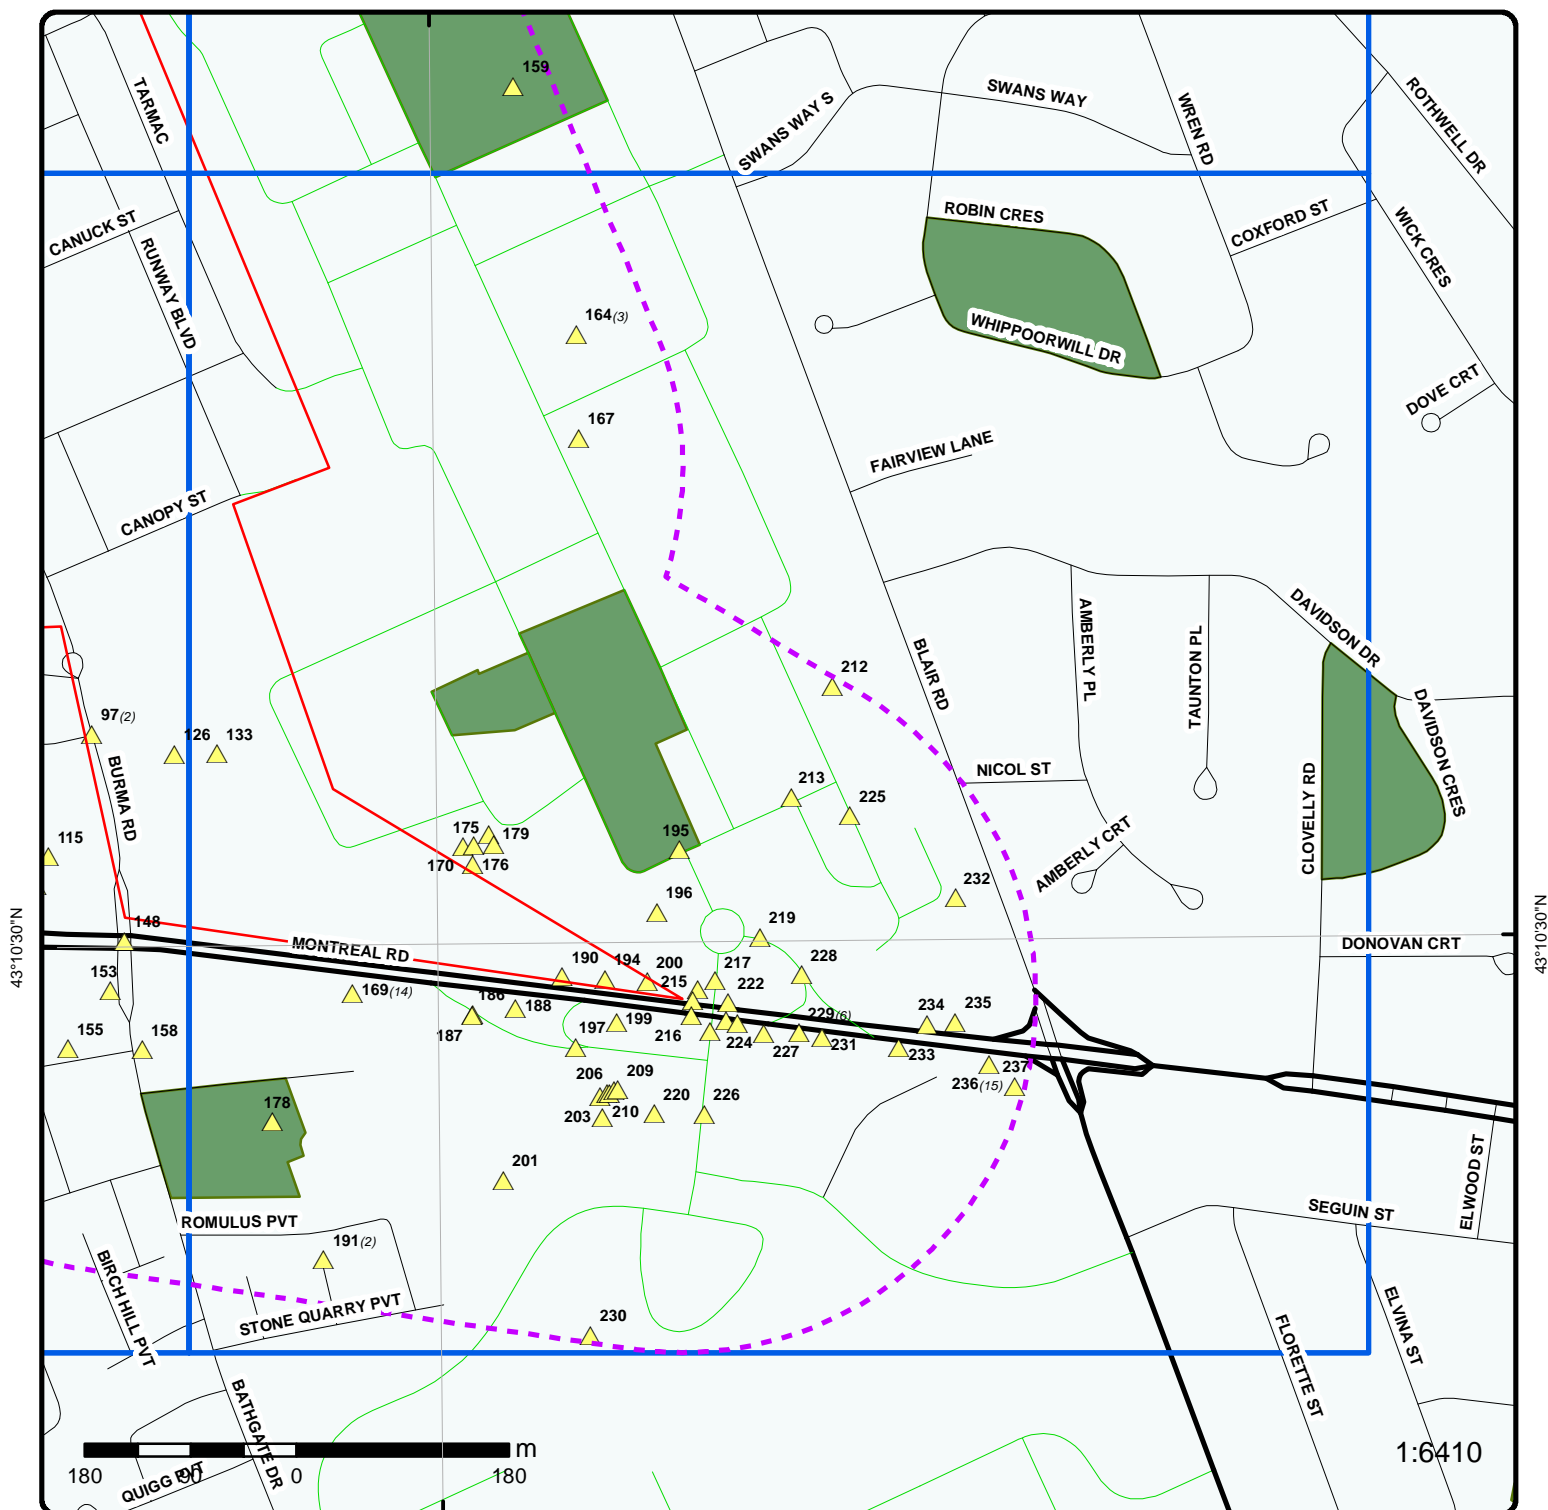 159
TARMAC
SWANS WAY
SWANS WAY S
WREN RD
ROTHWELL DR
CANUCK ST
RUNWAY BLVD
ROBIN CRES
COXFORD ST
WICK CRES
164(3)
WHIPPOORWILL DR
DOVE CRT
167
FAIRVIEW LANE
CANOPY ST
AMBERLY PL
TAUNTON PL
DAVIDSON DR
BLAIR RD
212
DAVIDSON CRES
97(2)
126
133
BURMA RD
NICOL ST
213
225
CLOVELLY RD
115
175
179
170
176
195
AMBERLY CRT
232
196
148
219
MONTREAL RD
DONOVAN CRT
43°10'30"N
43°10'30"N
190
194
200
217
228
153
169(14)
215
222
186
188
187
197
199
216
224
227
229(6)
231
234
235
233
155
158
237
236(15)
206
209
203
210
220
226
178
201
ROMULUS PVT
191(2)
SEGUIN ST
ELWOOD ST
BIRCH HILL PVT
STONE QUARRY PVT
230
FLORETTE ST
ELVINA ST
BATHGATE DR
QUIGG PVT
m
180
90
0
180
1:6410